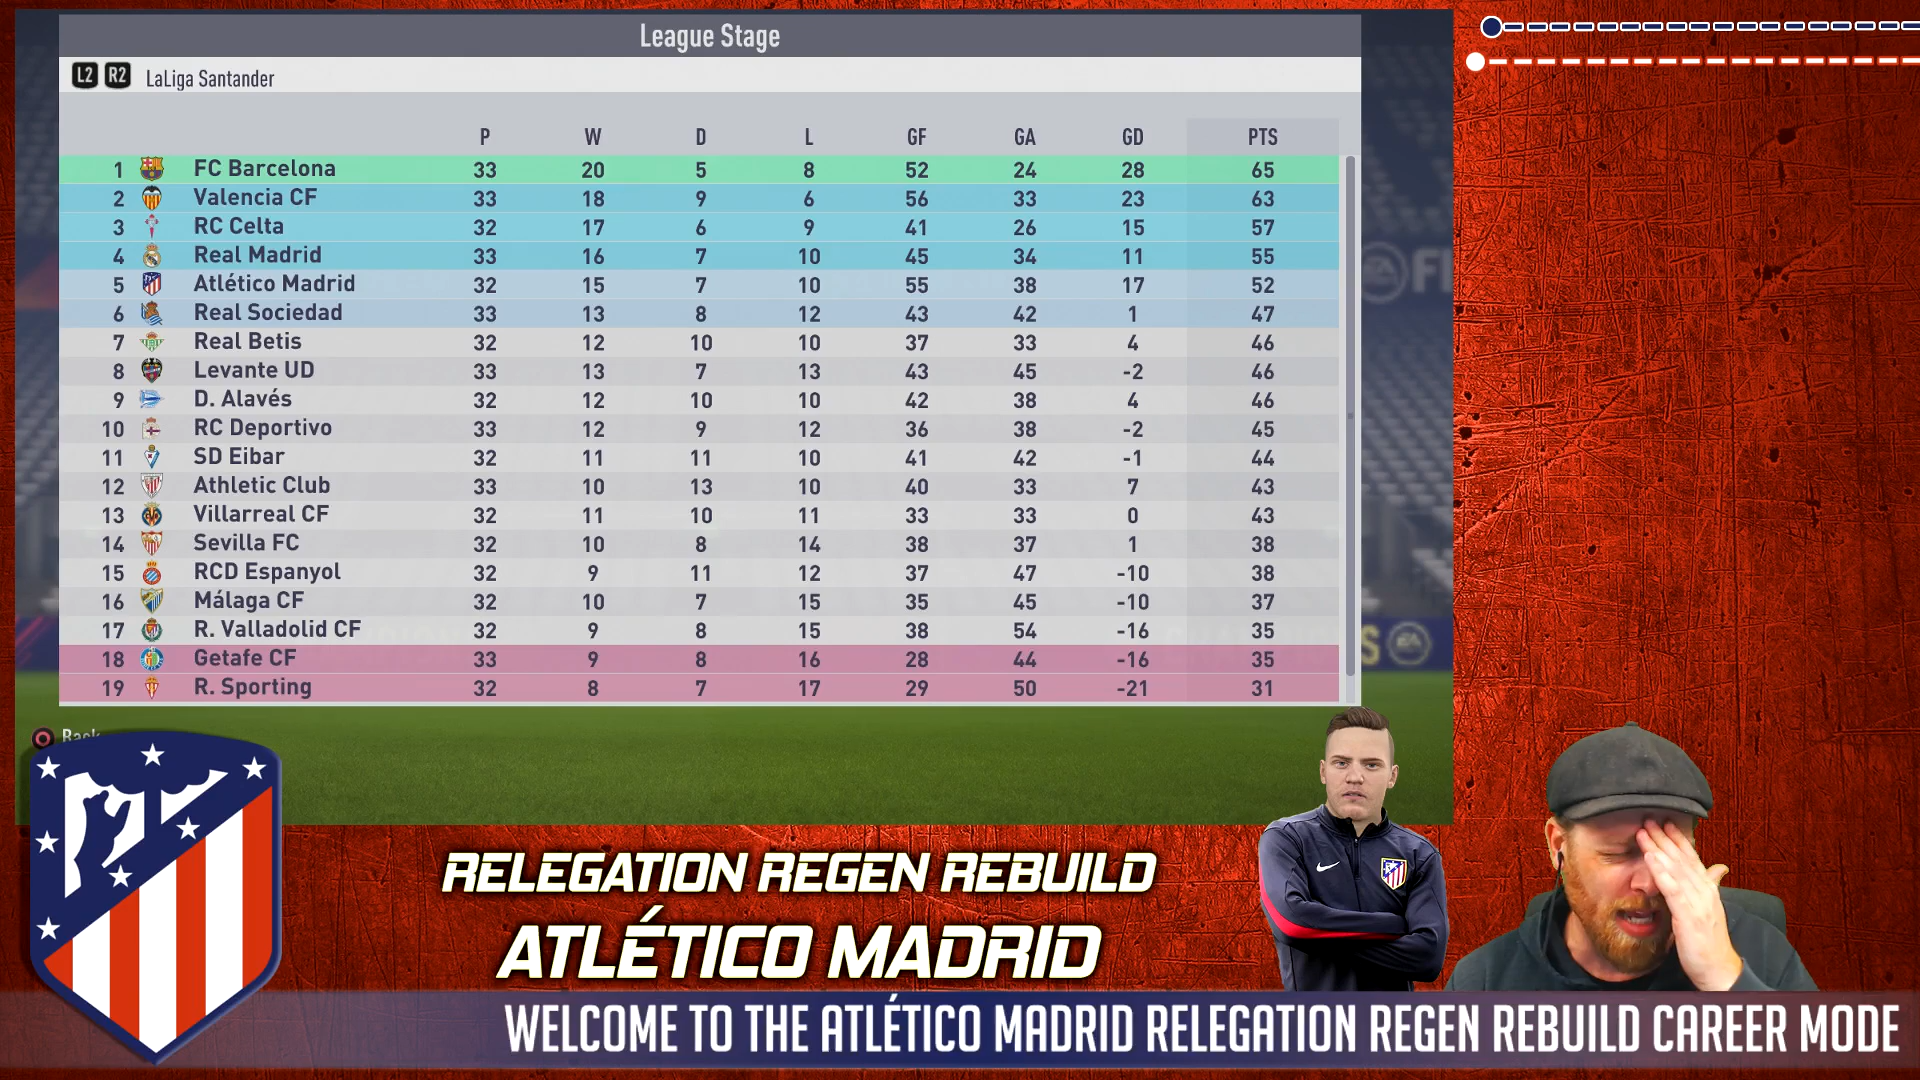 League Stage
L2 R2 LaLiga Santander
P W D L GF GA GD PTS
1 FC Barcelona 33 20 5 8 52 24 28 65
2 Valencia CF 33 18 9 6 56 33 23 63
3 RC Celta 32 17 6 9 41 26 15 57
4 Real Madrid 33 16 7 10 45 34 11 55
5 Atlético Madrid 32 15 7 10 55 38 17 52
6 Real Sociedad 33 13 8 12 43 42 1 47
7 Real Betis 32 12 10 10 37 33 4 46
8 Levante UD 33 13 7 13 43 45 -2 46
9 D. Alavés 32 12 10 10 42 38 4 46
10 RC Deportivo 33 12 9 12 36 38 -2 45
11 SD Eibar 32 11 11 10 41 42 -1 44
12 Athletic Club 33 10 13 10 40 33 7 43
13 Villarreal CF 32 11 10 11 33 33 0 43
14 Sevilla FC 32 10 8 14 38 37 1 38
15 RCD Espanyol 32 9 11 12 37 47 -10 38
16 Málaga CF 32 10 7 15 35 45 -10 37
17 R. Valladolid CF 32 9 8 15 38 54 -16 35
18 Getafe CF 33 9 8 16 28 44 -16 35
19 R. Sporting 32 8 7 17 29 50 -21 31
Back
RELEGATION REGEN REBUILD
ATLÉTICO MADRID
WELCOME TO THE ATLÉTICO MADRID RELEGATION REGEN REBUILD CAREER MODE